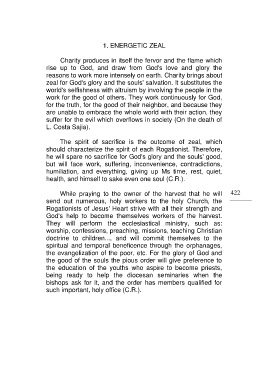 1. ENERGETIC ZEAL
Charity produces in itself the fervor and the flame which
rise up to God, and draw from God's love and glory the
reasons to work more intensely on earth. Charity brings about
zeal for God's glory and the souls' salvation. It substitutes the
world's selfishness with altruism by involving the people in the
work for the good of others. They work continuously for God,
for the truth, for the good of their neighbor, and because they
are unable to embrace the whole world with their action, they
suffer for the evil which overflows in society (On the death of
L. Costa Sajia).
The spirit of sacrifice is the outcome of zeal, which
should characterize the spirit of each Rogationist. Therefore,
he will spare no sacrifice for God's glory and the souls' good,
but will face work, suffering, inconvenience, contradictions,
humiliation, and everything, giving up Ms time, rest, quiet,
health, and himself to sake even one soul (C.R.).
While praying to the owner of the harvest that he will
send out numerous, holy workers to the holy Church, the
Rogationists of Jesus' Heart strive with all their strength and
God's help to become themselves workers of the harvest.
They will perform the ecclesiastical ministry, such as:
worship, confessions, preaching, missions, teaching Christian
doctrine to children..., and will commit themselves to the
spiritual and temporal beneficence through the orphanages,
the evangelization of the poor, etc. For the glory of God and
the good of the souls the pious order will give preference to
the education of the youths who aspire to become priests,
being ready to help the diocesan seminaries when the
bishops ask for it, and the order has members qualified for
such important, holy office (C.R.).
422